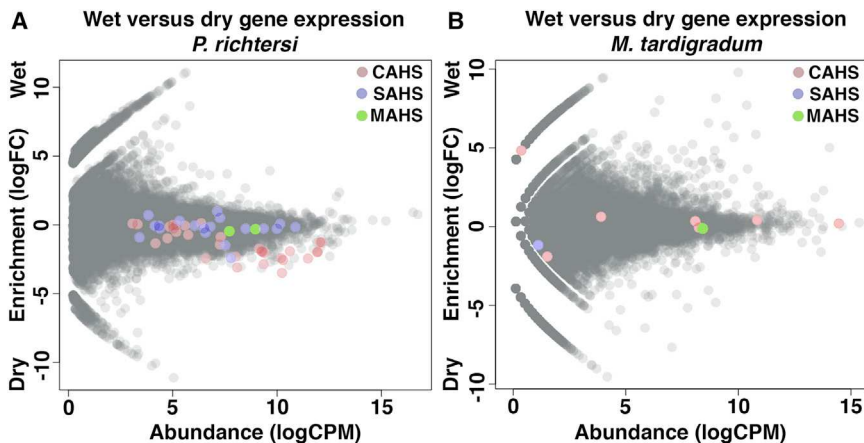 A
Wet versus dry gene expression
P. richtersi
Enrichment (logFC)
Wet
Dry
10
5
0
-5
-10
CAHS
SAHS
MAHS
0
5
10
15
Abundance (logCPM)
B
Wet versus dry gene expression
M. tardigradum
Enrichment (logFC)
Wet
Dry
10
5
0
-5
-10
CAHS
SAHS
MAHS
0
5
10
15
Abundance (logCPM)